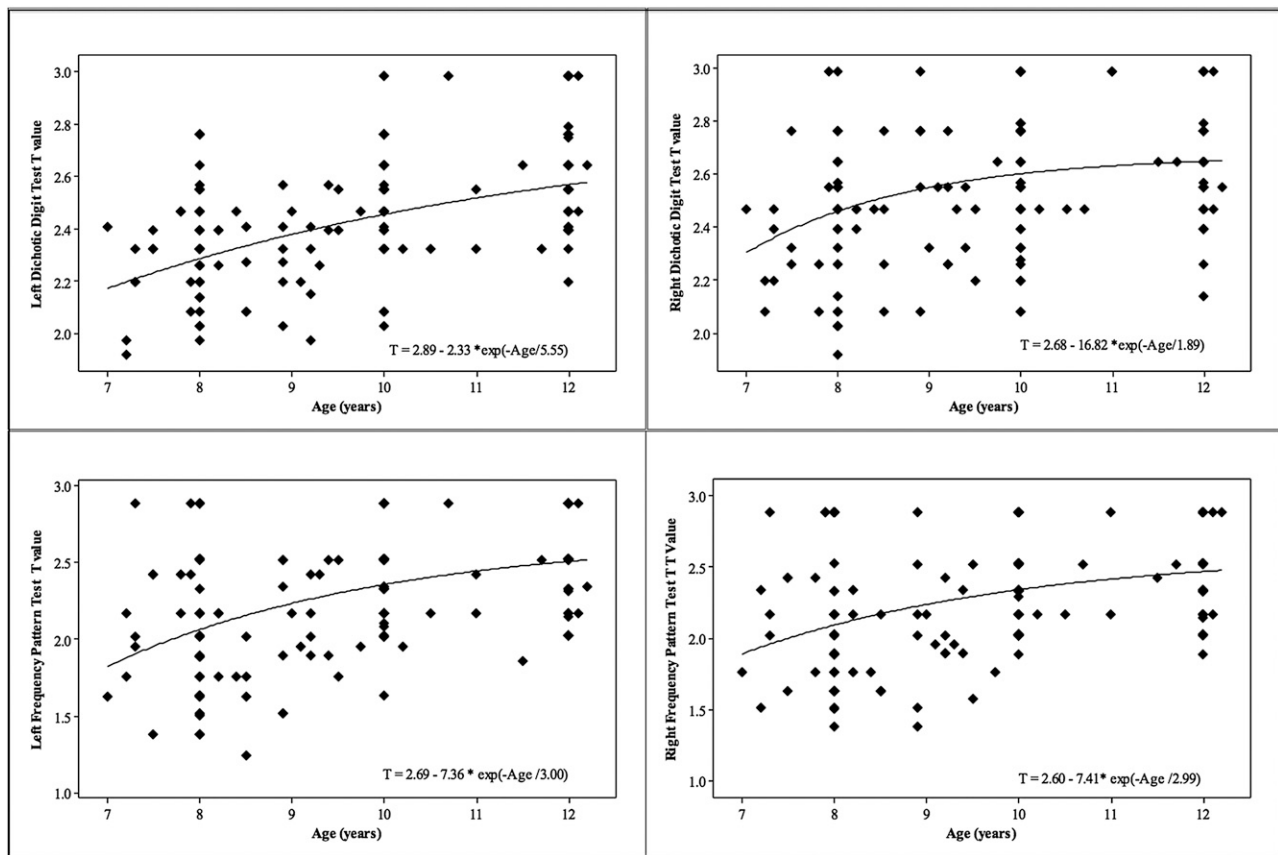 Left Dichotic Digit Test T value
3.0
2.8
2.6
2.4
2.2
2.0
T = 2.89 - 2.33 *exp(-Age/5.55)
7 8 9 10 11 12
Age (years)
Right Dichotic Digit Test T value
3.0
2.8
2.6
2.4
2.2
2.0
T = 2.68 - 16.82 *exp(-Age/1.89)
7 8 9 10 11 12
Age (years)
Left Frequency Pattern Test T value
3.0
2.5
2.0
1.5
1.0
T = 2.69 - 7.36 * exp(-Age /3.00)
7 8 9 10 11 12
Age (years)
Right Frequency Pattern Test T T Value
3.0
2.5
2.0
1.5
1.0
T = 2.60 - 7.41* exp(-Age /2.99)
7 8 9 10 11 12
Age (years)